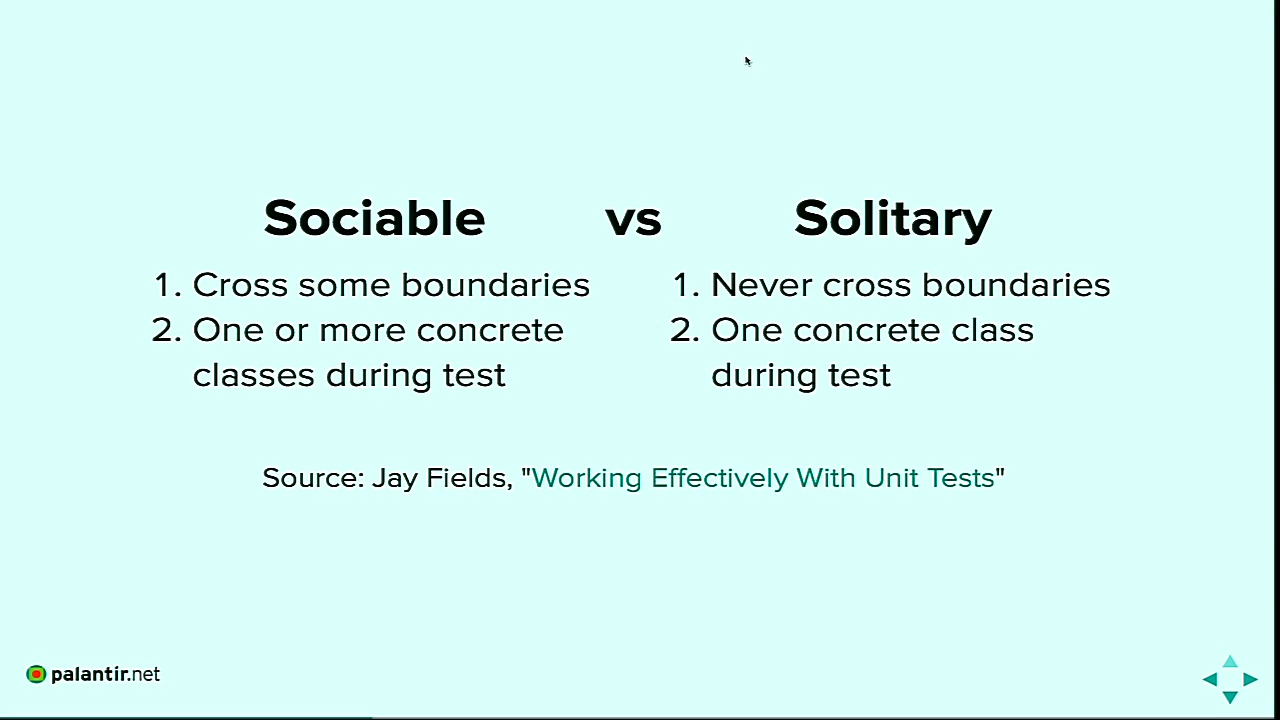 Sociable vs Solitary
1. Cross some boundaries
2. One or more concrete
classes during test
1. Never cross boundaries
2. One concrete class
during test
Source: Jay Fields, "Working Effectively With Unit Tests"
palantir.net